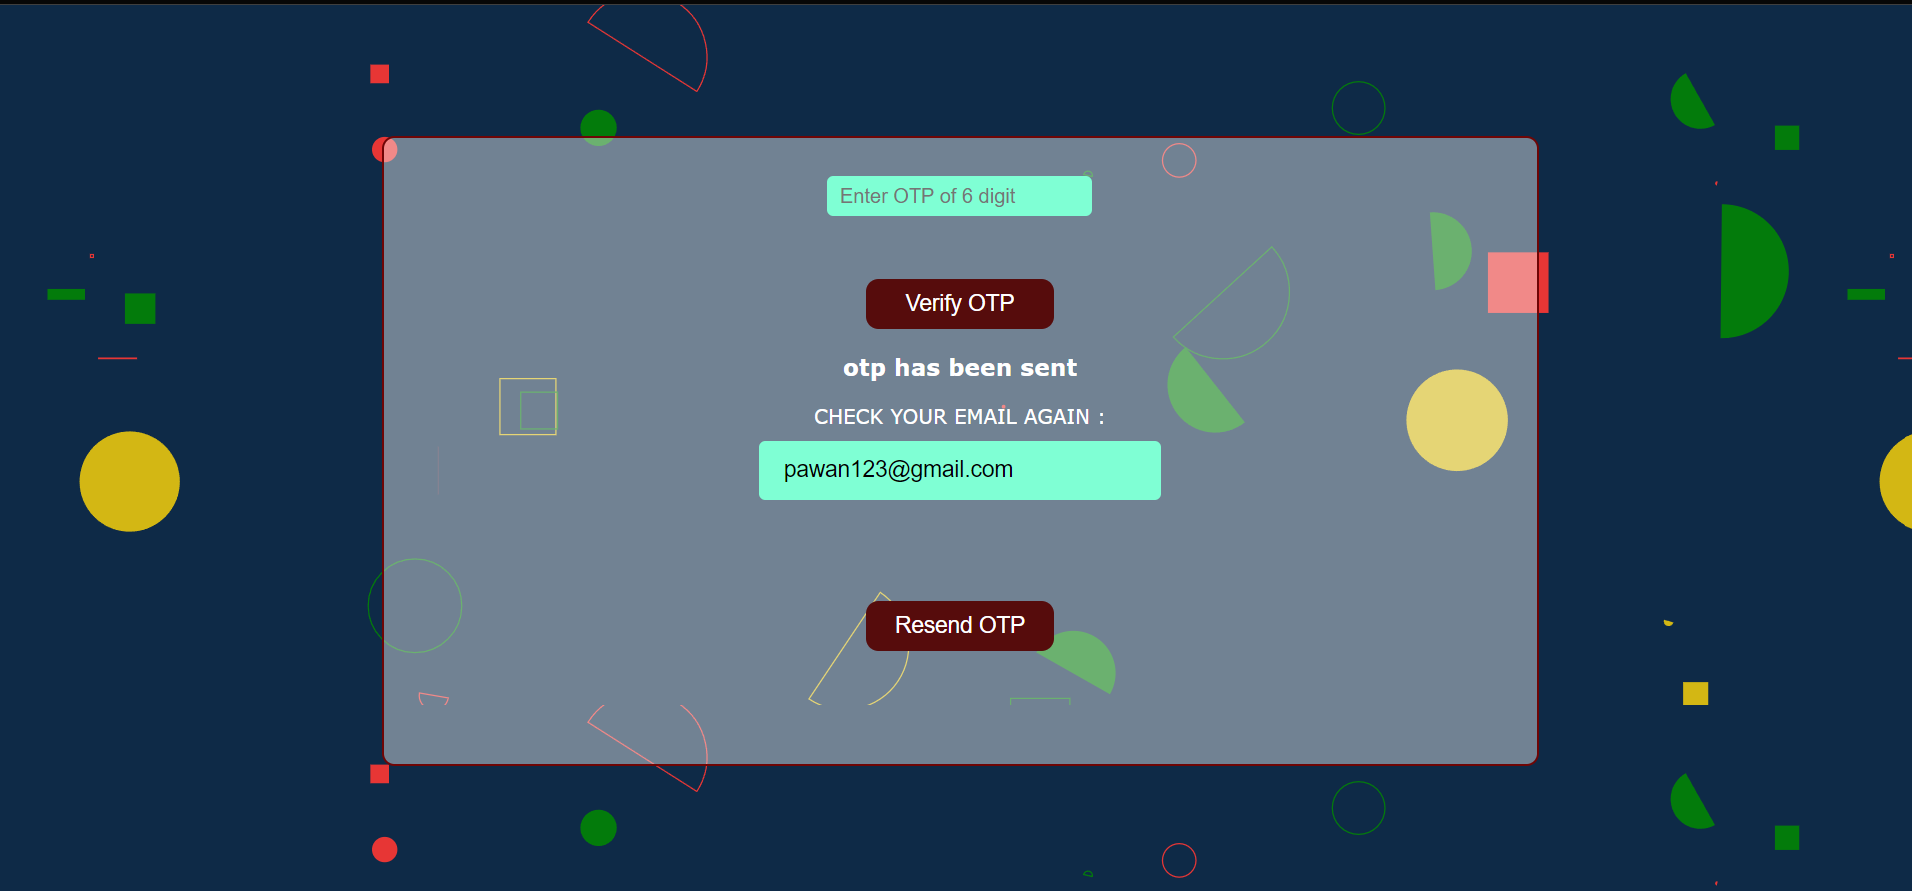 Enter OTP of 6 digit
Verify OTP
otp has been sent
CHECK YOUR EMAIL AGAIN :
pawan123@gmail.com
Resend OTP